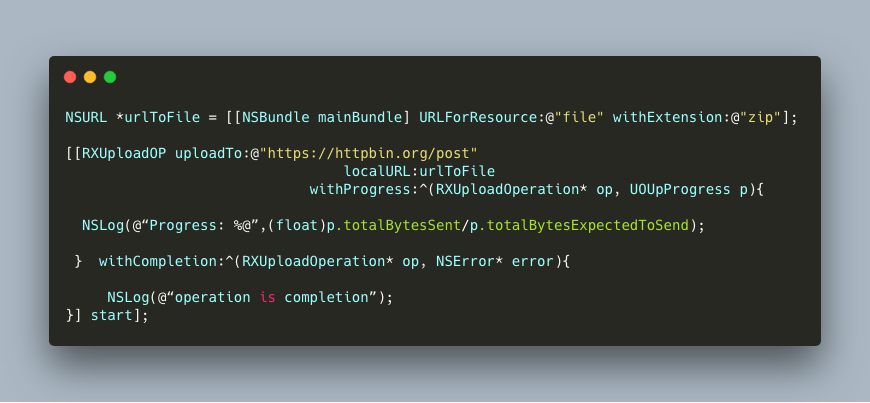 NSURL *urlToFile = [[NSBundle mainBundle] URLForResource:@"file" withExtension:@"zip"];
[[RXUploadOP uploadTo:@"https://httpbin.org/post"
localURL:urlToFile
withProgress:^(RXUploadOperation* op, UOUpProgress p){
NSLog(@“Progress: %@”,(float)p.totalBytesSent/p.totalBytesExpectedToSend);
}  withCompletion:^(RXUploadOperation* op, NSError* error){
NSLog(@“operation is completion”);
}] start];